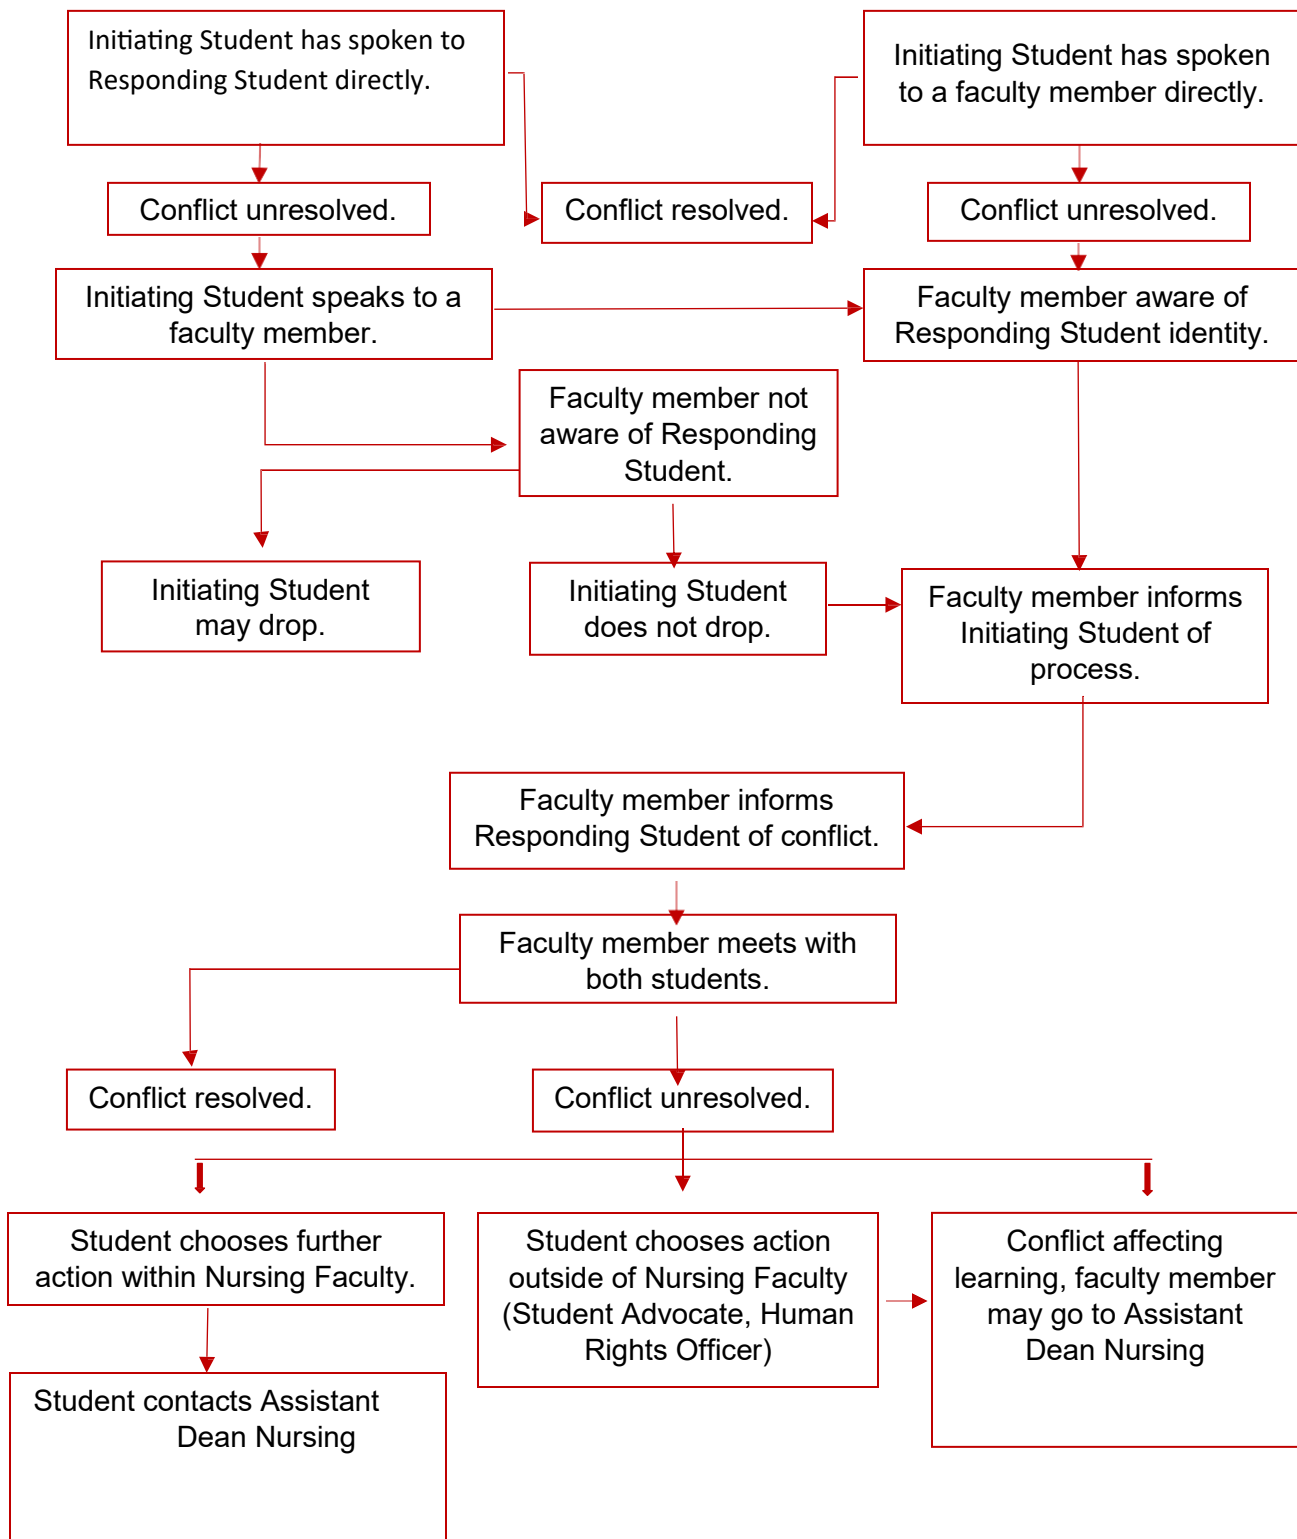 Initiating Student has spoken to
Responding Student directly.
Initiating Student has spoken
to a faculty member directly.
Conflict unresolved.
Conflict resolved.
Conflict unresolved.
Initiating Student speaks to a
faculty member.
Faculty member aware of
Responding Student identity.
Faculty member not
aware of Responding
Student.
Initiating Student
may drop.
Initiating Student
does not drop.
Faculty member informs
Initiating Student of
process.
Faculty member informs
Responding Student of conflict.
Faculty member meets with
both students.
Conflict resolved.
Conflict unresolved.
Student chooses further
action within Nursing Faculty.
Student chooses action
outside of Nursing Faculty
(Student Advocate, Human
Rights Officer)
Conflict affecting
learning, faculty member
may go to Assistant
Dean Nursing
Student contacts Assistant
Dean Nursing